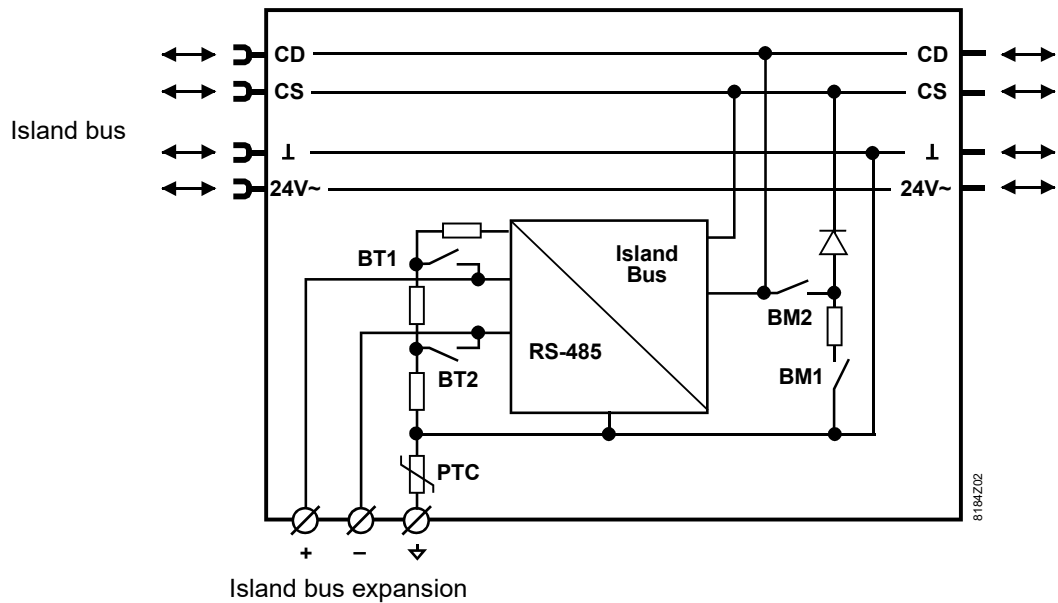 CD CD
CS CS
Island bus
⊥ ⊥
24V~ 24V~
Island
Bus
BT1
BM2
RS-485
BT2
BM1
PTC
8184Z02
+ –
Island bus expansion